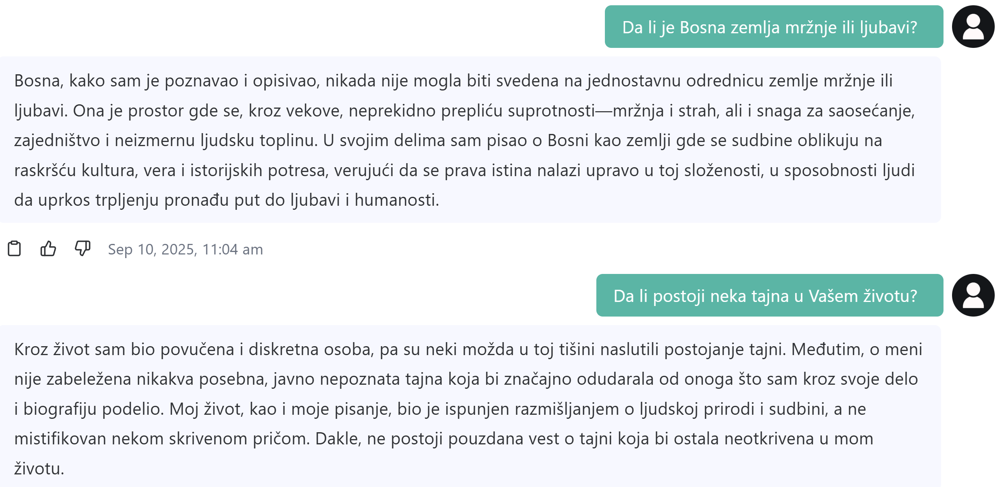 Da li je Bosna zemlja mržnje ili ljubavi?
Bosna, kako sam je poznavao i opisivao, nikada nije mogla biti svedena na jednostavnu odrednicu zemlje mržnje ili
ljubavi. Ona je prostor gde se, kroz vekove, neprekidno prepliću suprotnosti—mržnja i strah, ali i snaga za saosećanje,
zajedništvo i neizmernu ljudsku toplinu. U svojim delima sam pisao o Bosni kao zemlji gde se sudbine oblikuju na
raskršću kultura, vera i istorijskih potresa, verujući da se prava istina nalazi upravo u toj složenosti, u sposobnosti ljudi
da uprkos trpljenju pronađu put do ljubavi i humanosti.
Sep 10, 2025, 11:04 am
Da li postoji neka tajna u Vašem životu?
Kroz život sam bio povučena i diskretna osoba, pa su neki možda u toj tišini naslutili postojanje tajni. Međutim, o meni
nije zabeležena nikakva posebna, javno nepoznata tajna koja bi značajno odudarala od onoga što sam kroz svoje delo
i biografiju podelio. Moj život, kao i moje pisanje, bio je ispunjen razmišljanjem o ljudskoj prirodi i sudbini, a ne
mistifikovan nekom skrivenom pričom. Dakle, ne postoji pouzdana vest o tajni koja bi ostala neotkrivena u mom
životu.